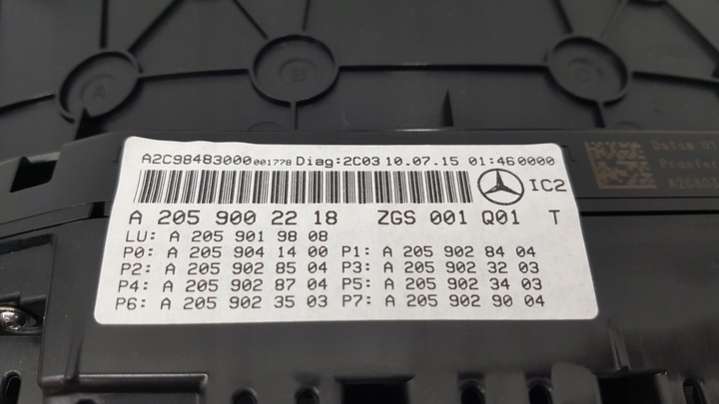 A
B
C
A2C98483000 001778 Diag:2C03 10.07.15 01:46 0000
IC2
A 205 900 22 18 ZGS 001 Q01 T
LU: A 205 901 98 08
P0: A 205 904 14 00 P1: A 205 902 84 04
P2: A 205 902 85 04 P3: A 205 902 32 03
P4: A 205 902 87 04 P5: A 205 902 34 03
P6: A 205 902 35 03 P7: A 205 902 90 04